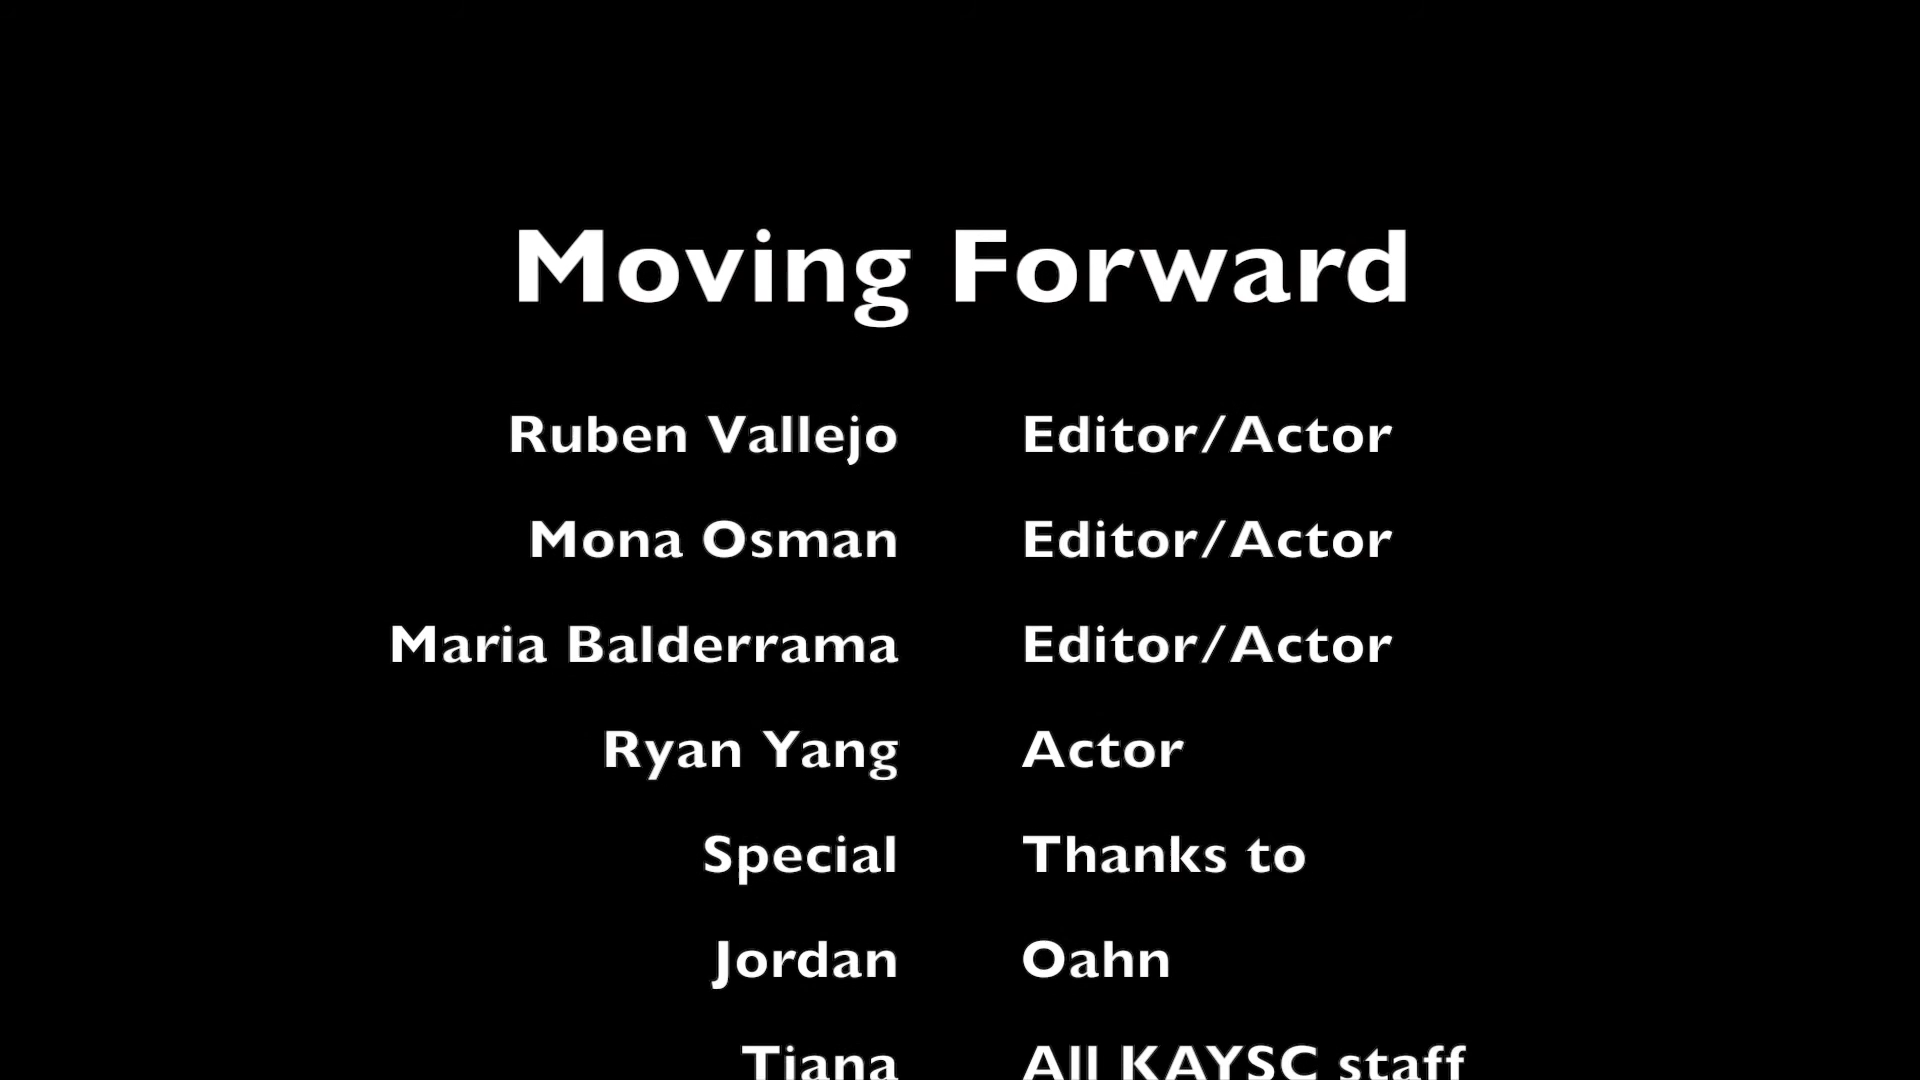 Moving Forward
Ruben Vallejo Editor/Actor
Mona Osman Editor/Actor
Maria Balderrama Editor/Actor
Ryan Yang Actor
Special Thanks to
Jordan Oahn
Tiana All KAYSC staff